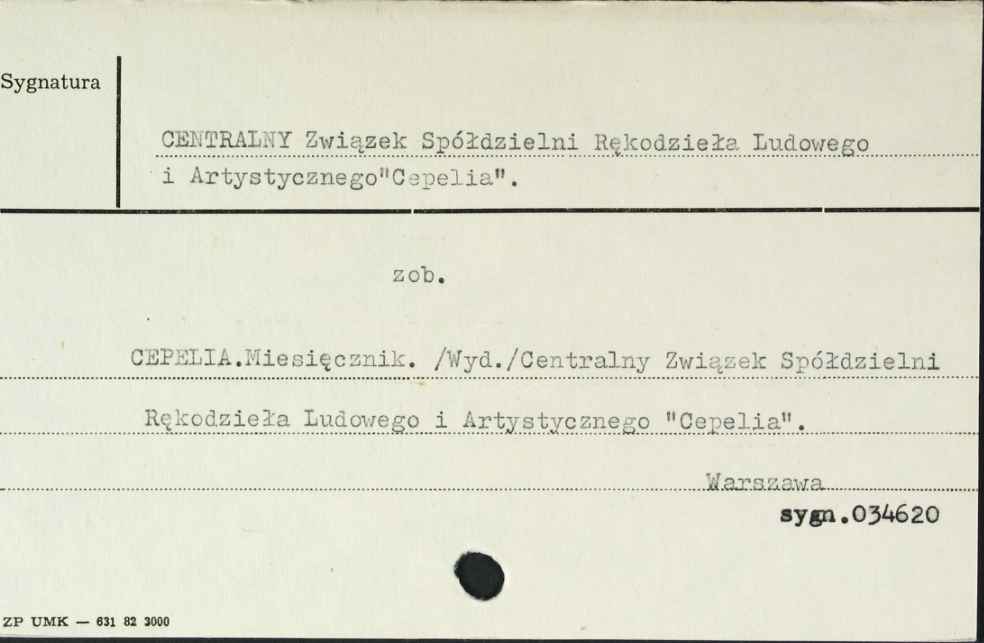 Sygnatura
CENTRALNY Związek Spółdzielni Rękodzieła Ludowego
i Artystycznego"Cepelia".
zob.
CEPELIA.Miesięcznik. /Wyd./Centralny Związek Spółdzielni
Rękodzieła Ludowego i Artystycznego "Cepelia".
Warszawa
sygn.034620
ZP UMK — 631 82 3000